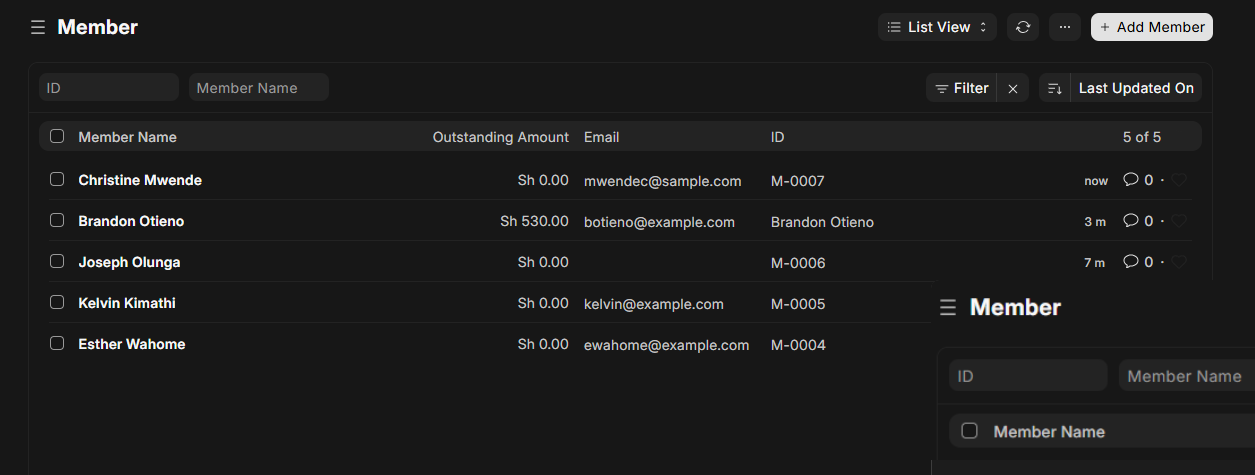 Member
List View
Add Member
ID
Member Name
Filter
Last Updated On
Member Name Outstanding Amount Email ID 5 of 5
Christine Mwende Sh 0.00 mwendec@sample.com M-0007 now 0
Brandon Otieno Sh 530.00 botieno@example.com Brandon Otieno 3 m 0
Joseph Olunga Sh 0.00 M-0006 7 m 0
Kelvin Kimathi Sh 0.00 kelvin@example.com M-0005
Esther Wahome Sh 0.00 ewahome@example.com M-0004
Member
ID
Member Name
Member Name